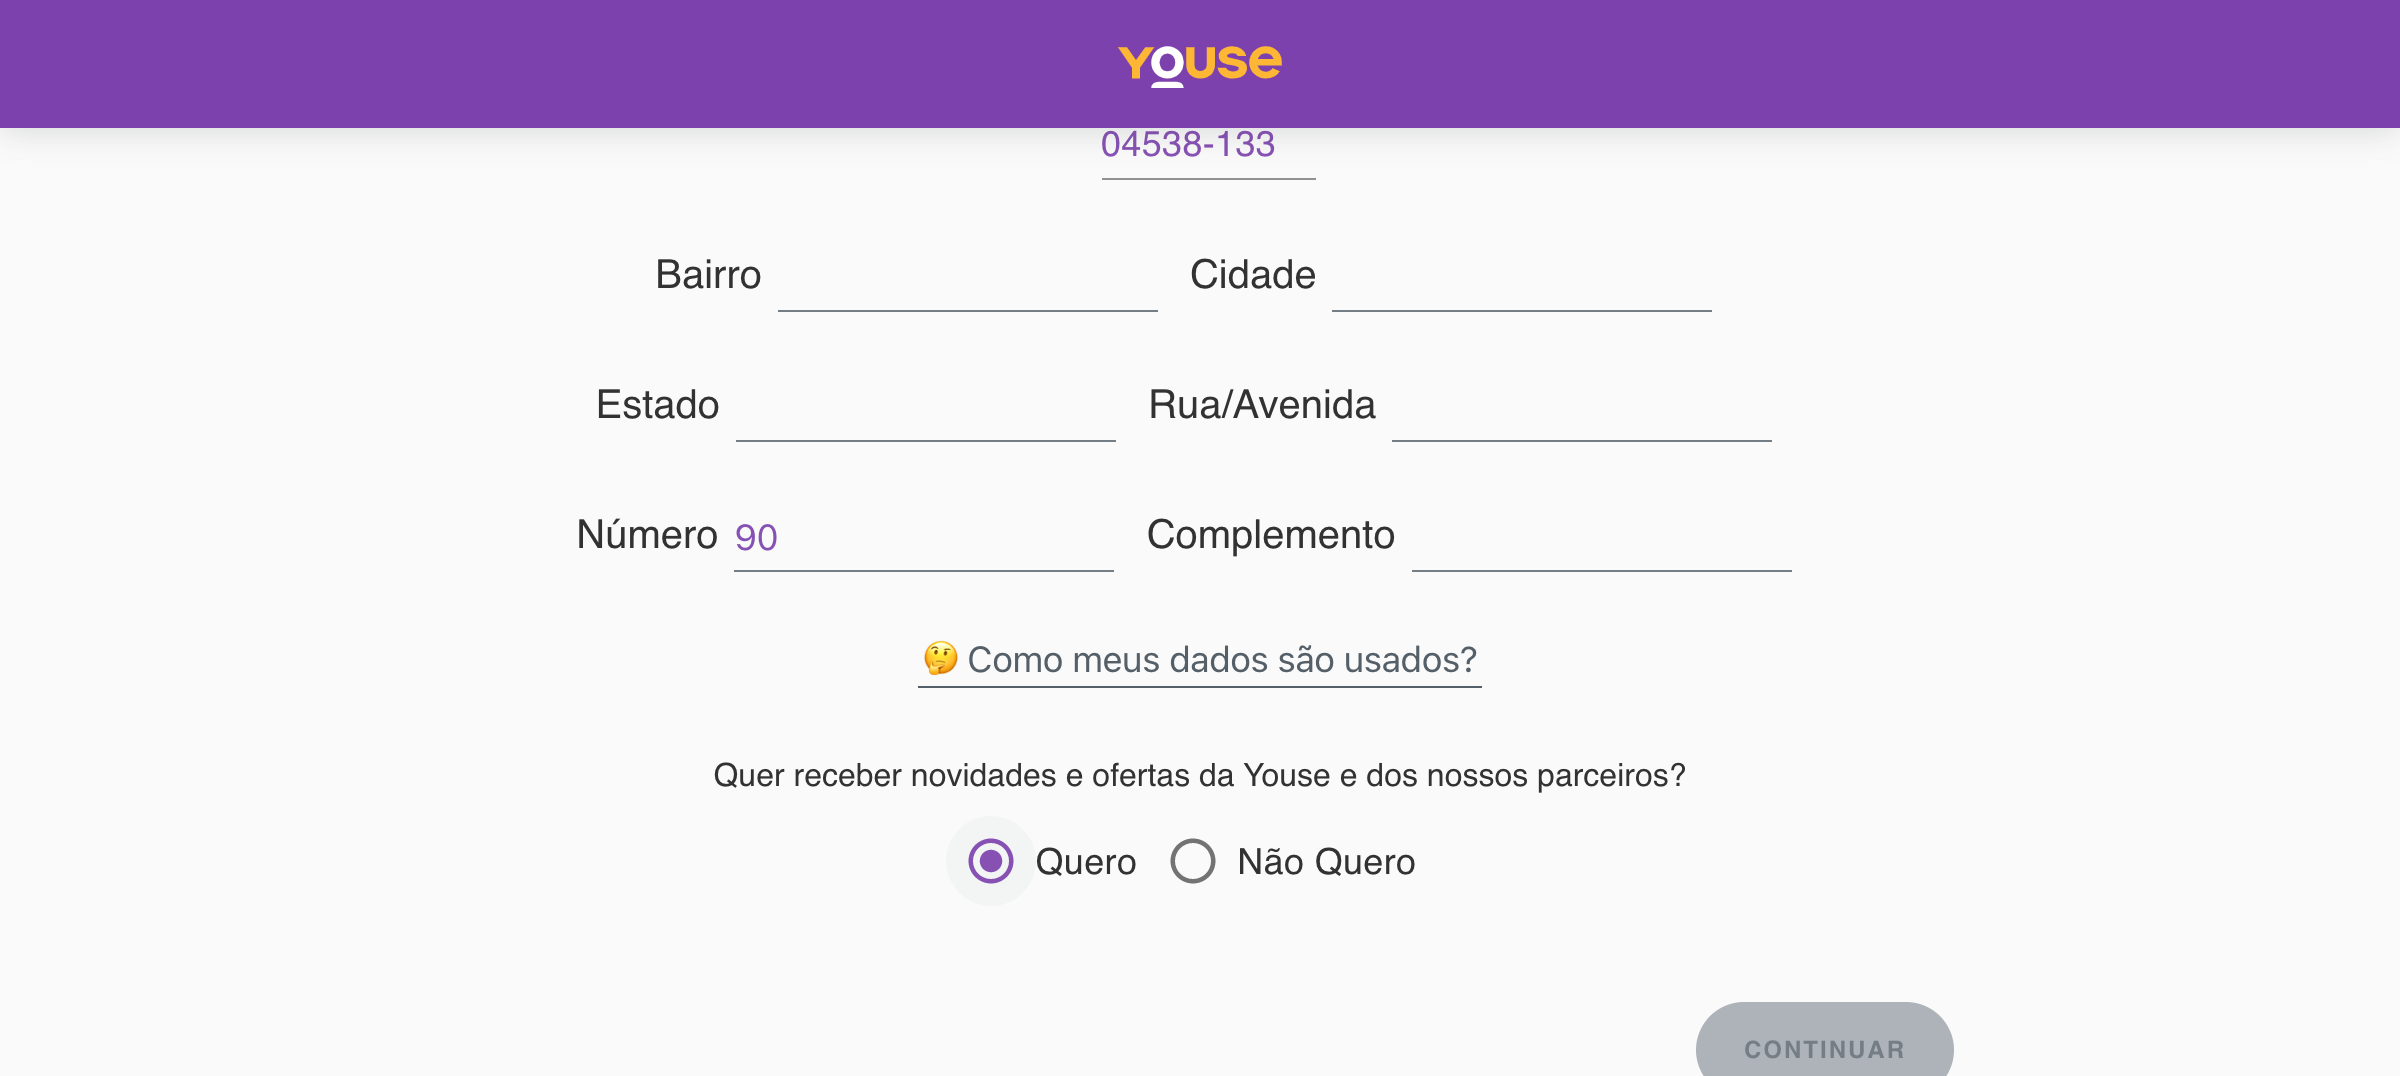 Youse
04538-133
Bairro Cidade
Estado Rua/Avenida
Número 90 Complemento
🤔 Como meus dados são usados?
Quer receber novidades e ofertas da Youse e dos nossos parceiros?
Quero Não Quero
CONTINUAR